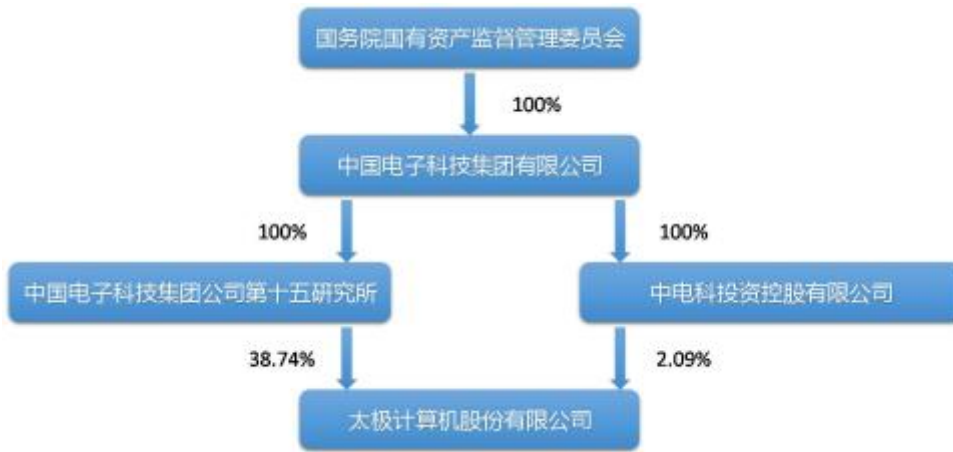 国务院国有资产监督管理委员会
100%
中国电子科技集团有限公司
100%
100%
中国电子科技集团公司第十五研究所
中电科投资控股有限公司
38.74%
2.09%
太极计算机股份有限公司